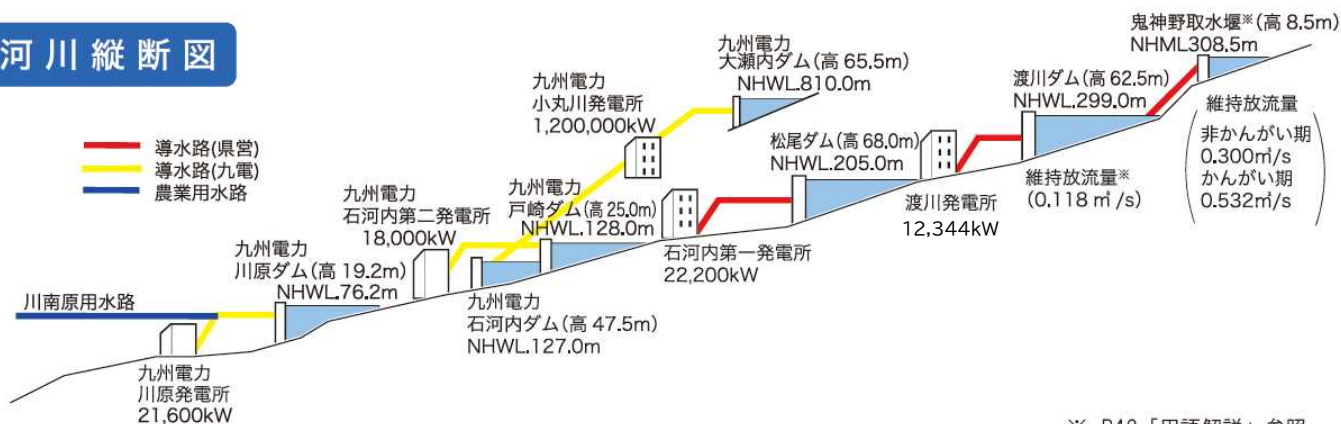 河川縦断図
導水路(県営)
導水路(九電)
農業用水路
鬼神野取水堰※(高 8.5m)
NHML308.5m
維持放流量
非かんがい期
0.300㎥/s
かんがい期
0.532㎥/s
渡川ダム(高 62.5m)
NHWL.299.0m
維持放流量※
(0.118 ㎥/s)
渡川発電所
12,344kW
松尾ダム(高 68.0m)
NHWL.205.0m
石河内第一発電所
22,200kW
九州電力
大瀬内ダム(高 65.5m)
NHWL.810.0m
九州電力
小丸川発電所
1,200,000kW
九州電力
戸崎ダム(高 25.0m)
NHWL.128.0m
九州電力
石河内第二発電所
18,000kW
九州電力
石河内ダム(高 47.5m)
NHWL.127.0m
九州電力
川原ダム(高 19.2m)
NHWL.76.2m
川南原用水路
九州電力
川原発電所
21,600kW